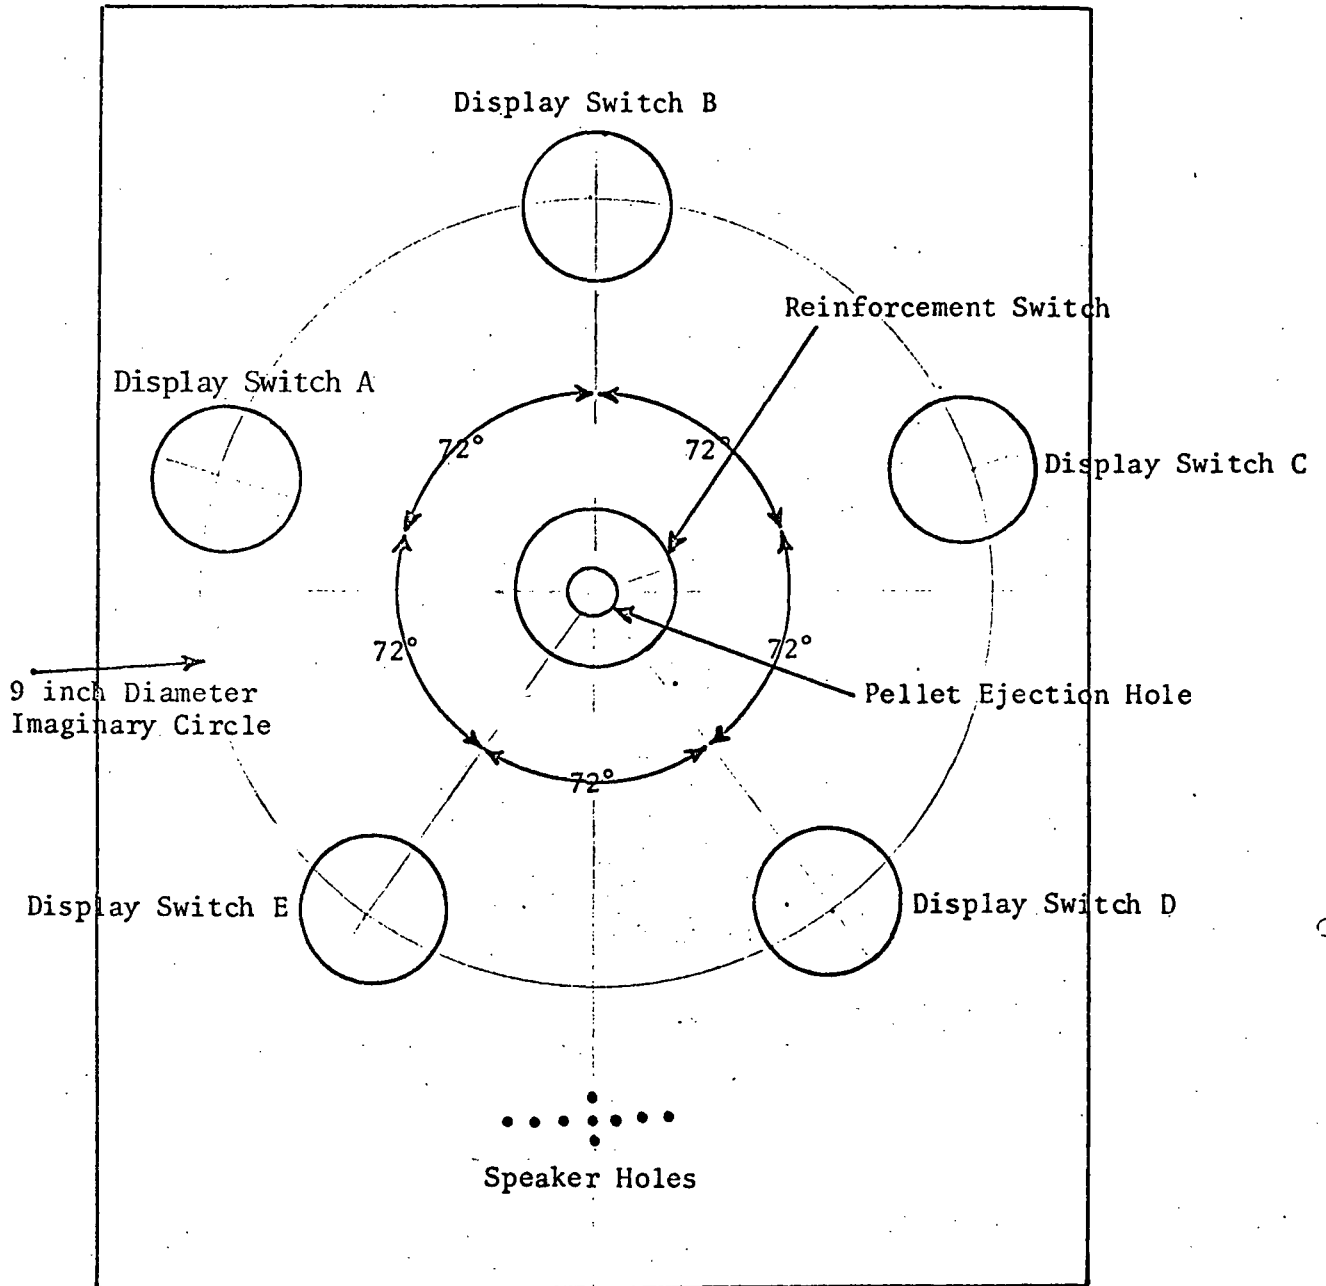 Display Switch B
Reinforcement Switch
Display Switch A
72°
72°
Display Switch C
72°
72°
9 inch Diameter
Imaginary Circle
Pellet Ejection Hole
72°
Display Switch E
Display Switch D
Speaker Holes